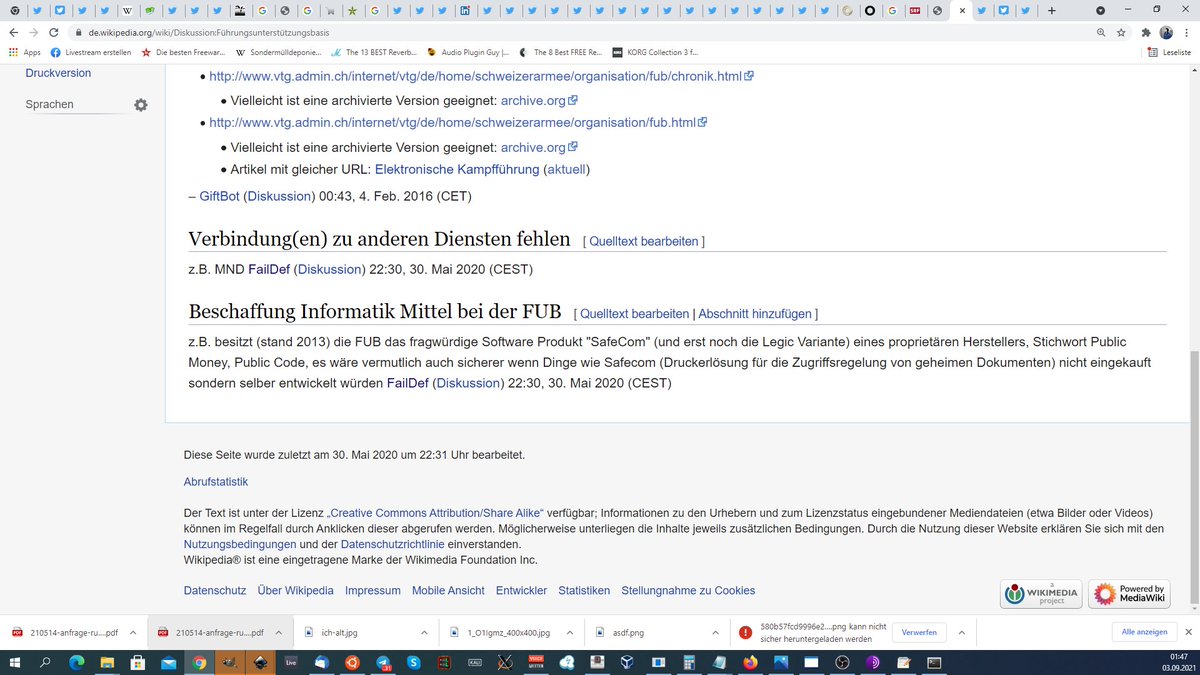 de.wikipedia.org/wiki/Diskussion:Führungsunterstützungsbasis
Apps
Livestream erstellen
Die besten Freewar...
Sondermülldeponie...
The 13 BEST Reverb...
Audio Plugin Guy |...
The 8 Best FREE Re...
KORG Collection 3 f...
Leseliste
Druckversion
Sprachen
http://www.vtg.admin.ch/internet/vtg/de/home/schweizerarmee/organisation/fub/chronik.html
Vielleicht ist eine archivierte Version geeignet: archive.org
http://www.vtg.admin.ch/internet/vtg/de/home/schweizerarmee/organisation/fub.html
Vielleicht ist eine archivierte Version geeignet: archive.org
Artikel mit gleicher URL: Elektronische Kampfführung (aktuell)
– GiftBot (Diskussion) 00:43, 4. Feb. 2016 (CET)
Verbindung(en) zu anderen Diensten fehlen [ Quelltext bearbeiten ]
z.B. MND FailDef (Diskussion) 22:30, 30. Mai 2020 (CEST)
Beschaffung Informatik Mittel bei der FUB [ Quelltext bearbeiten | Abschnitt hinzufügen ]
z.B. besitzt (stand 2013) die FUB das fragwürdige Software Produkt "SafeCom" (und erst noch die Legic Variante) eines proprietären Herstellers, Stichwort Public
Money, Public Code, es wäre vermutlich auch sicherer wenn Dinge wie Safecom (Druckerlösung für die Zugriffsregelung von geheimen Dokumenten) nicht eingekauft
sondern selber entwickelt würden FailDef (Diskussion) 22:30, 30. Mai 2020 (CEST)
Diese Seite wurde zuletzt am 30. Mai 2020 um 22:31 Uhr bearbeitet.
Abrufstatistik
Der Text ist unter der Lizenz „Creative Commons Attribution/Share Alike“ verfügbar; Informationen zu den Urhebern und zum Lizenzstatus eingebundener Mediendateien (etwa Bilder oder Videos)
können im Regelfall durch Anklicken dieser abgerufen werden. Möglicherweise unterliegen die Inhalte jeweils zusätzlichen Bedingungen. Durch die Nutzung dieser Website erklären Sie sich mit den
Nutzungsbedingungen und der Datenschutzrichtlinie einverstanden.
Wikipedia® ist eine eingetragene Marke der Wikimedia Foundation Inc.
Datenschutz Über Wikipedia Impressum Mobile Ansicht Entwickler Statistiken Stellungnahme zu Cookies
a WIKIMEDIA project
Powered by MediaWiki
210514-anfrage-ru....pdf
210514-anfrage-ru....pdf
ich-alt.jpg
1_O1Igmz_400x400.jpg
asdf.png
580b57fcd9996e2....png kann nicht
sicher heruntergeladen werden
Verwerfen
Alle anzeigen
Live
01:47
03.09.2021